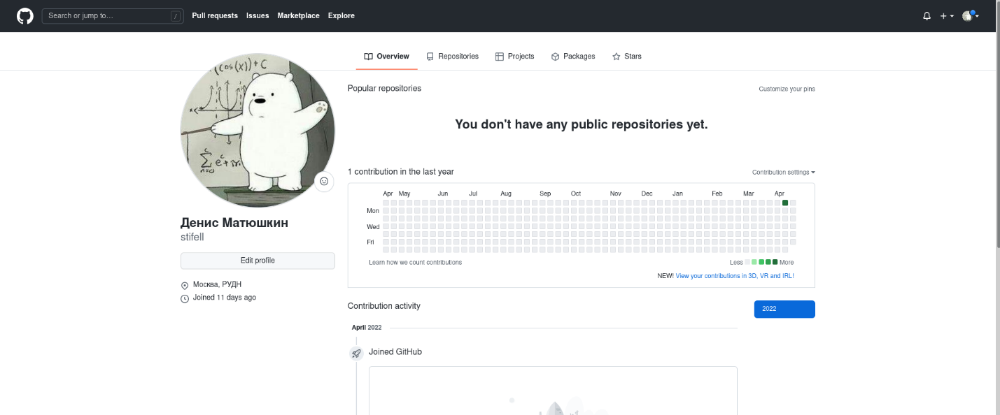 Search or jump to… /
Pull requests Issues Marketplace Explore
Overview Repositories Projects Packages Stars
(cos(x))+C
Popular repositories Customize your pins
You don't have any public repositories yet.
1 contribution in the last year Contribution settings
Apr May Jun Jul Aug Sep Oct Nov Dec Jan Feb Mar Apr
Mon
Wed
Fri
Learn how we count contributions Less More
NEW! View your contributions in 3D, VR and IRL!
Денис Матюшкин
stifell
Edit profile
Москва, РУДН
Joined 11 days ago
Contribution activity 2022
April 2022
Joined GitHub